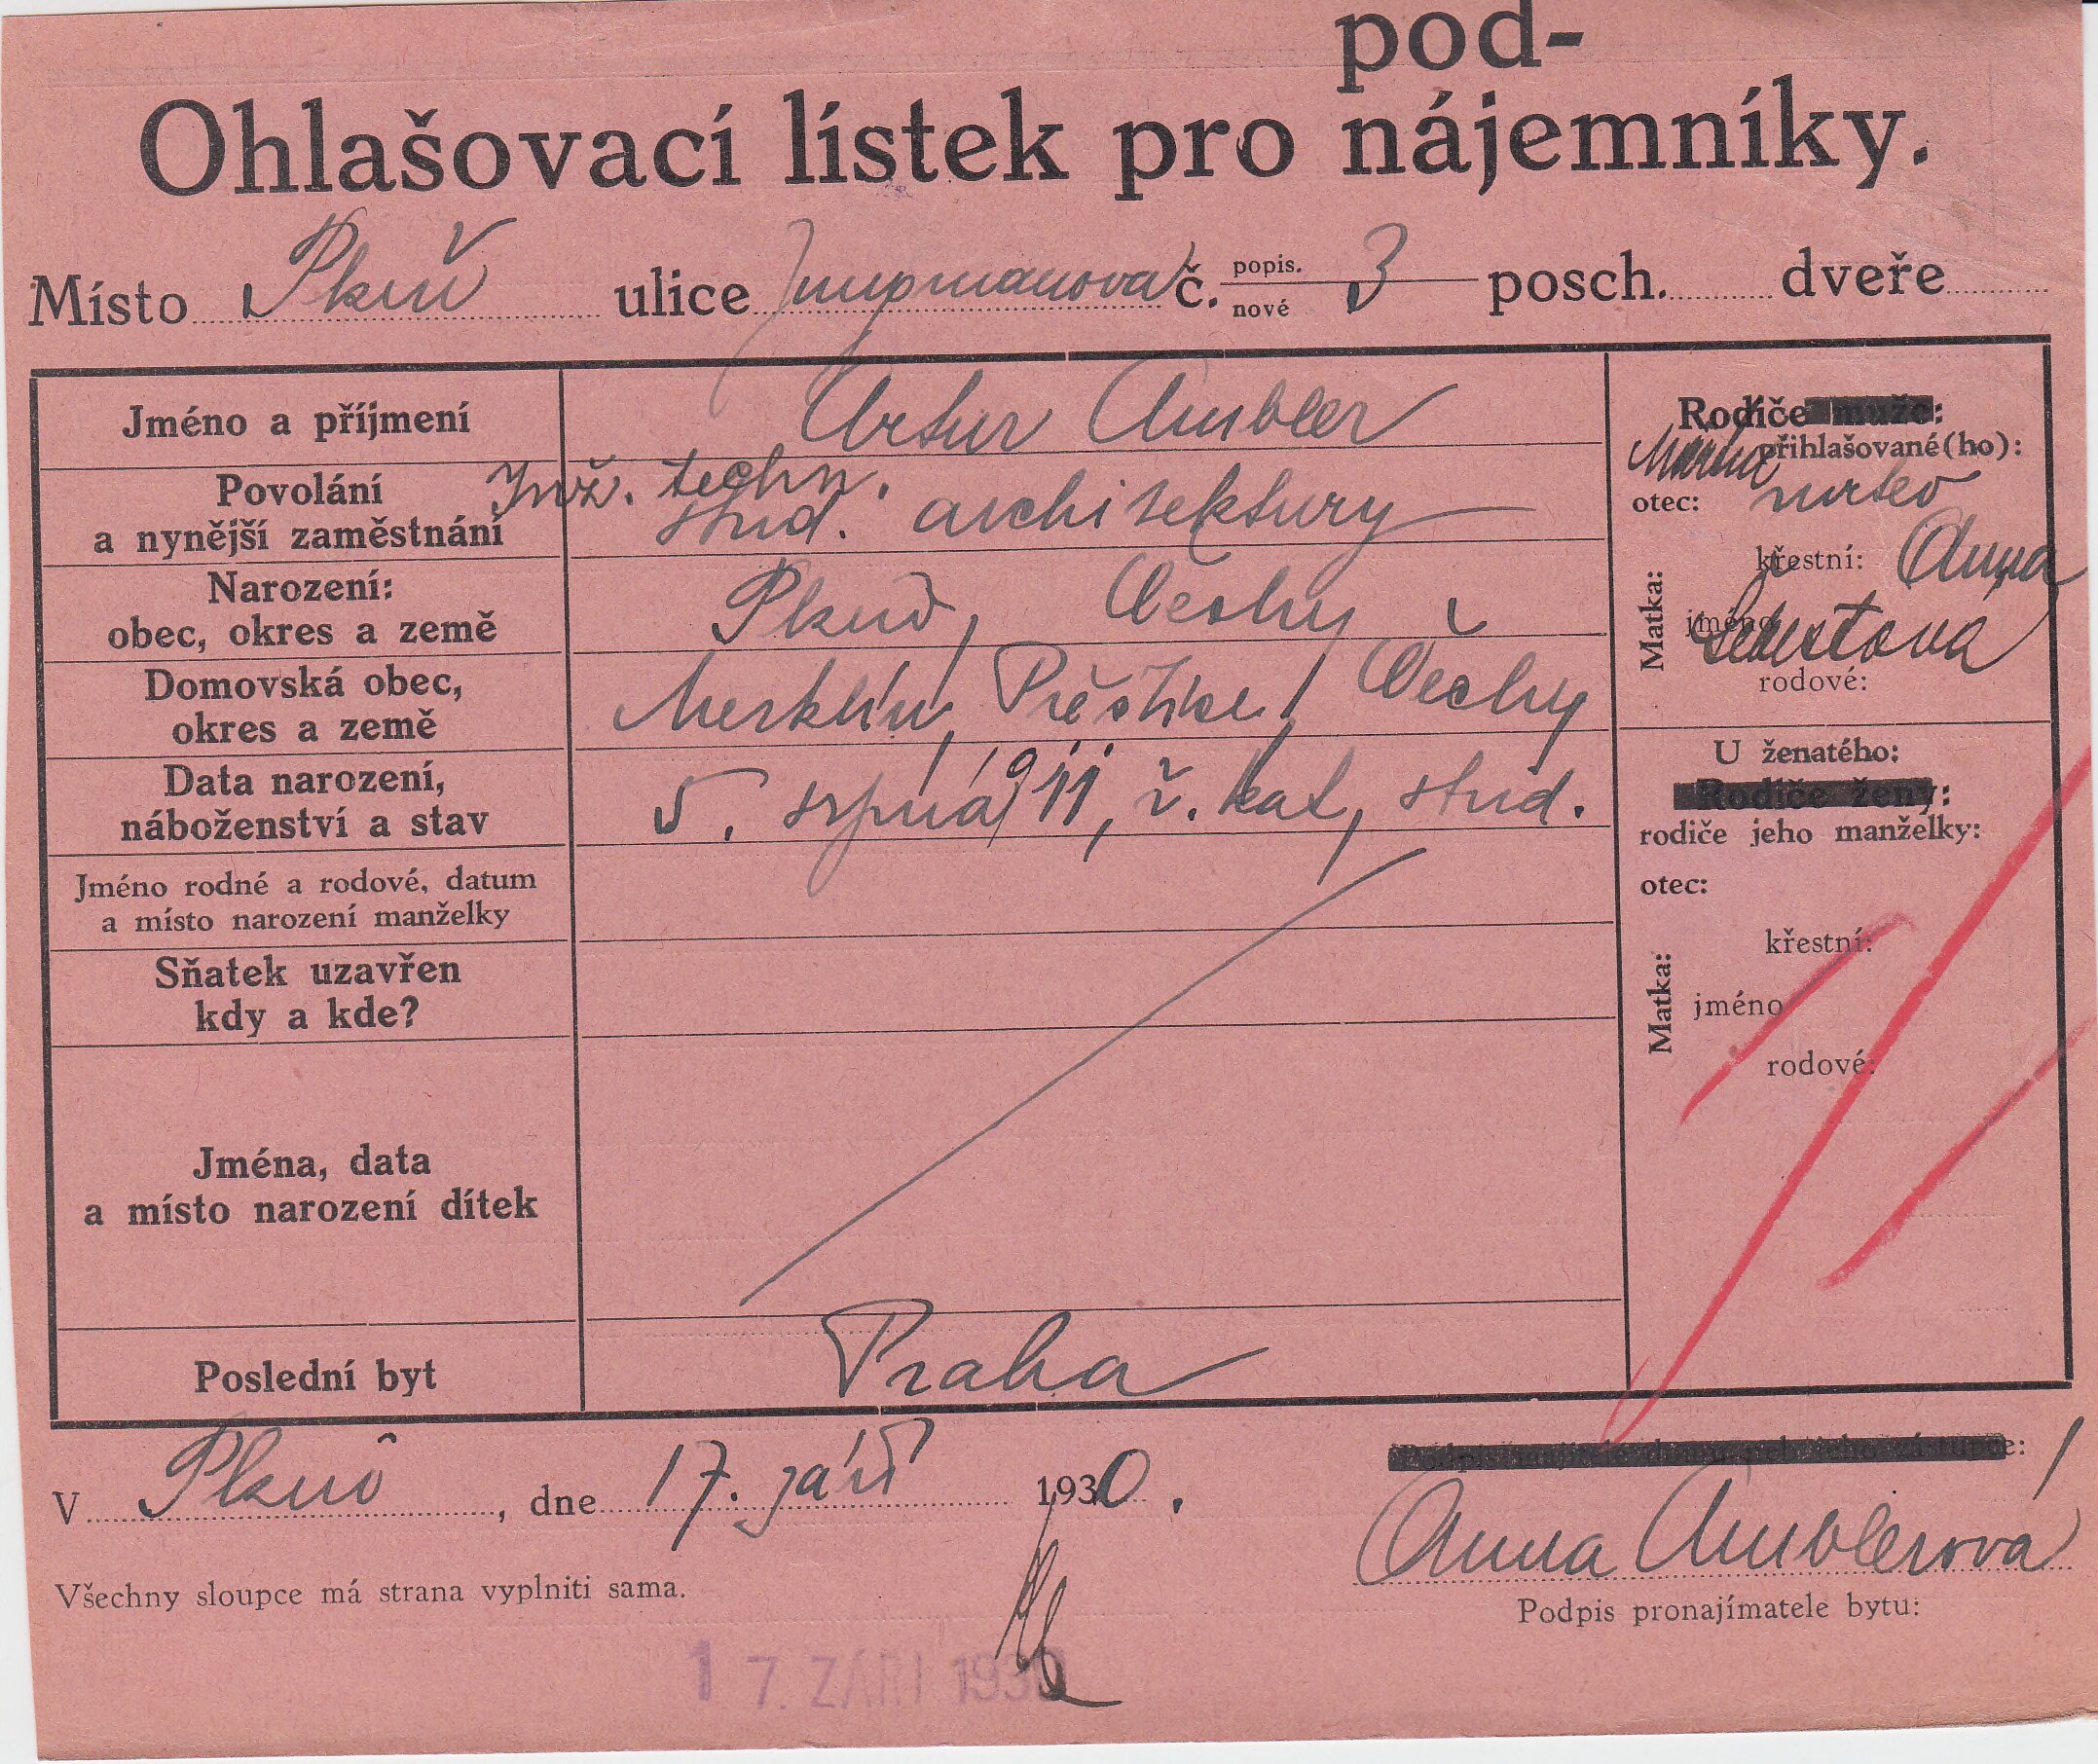 pod-
Ohlašovací lístek pro nájemníky.
Místo Plzeň ulice Jungmanova č. popis. nové 3 posch. dveře
Jméno a příjmení Artur Ambler
Povolání a nynější zaměstnání Inž. techn.
stud. architektury
Narození:
obec, okres a země Plzeň, Čechy
Domovská obec,
okres a země Merklín, Přeštice, Čechy
Data narození,
náboženství a stav 5. srpna 1911, ř. kat, stud.
Jméno rodné a rodové, datum
a místo narození manželky
Sňatek uzavřen
kdy a kde?
Jména, data
a místo narození dítek
Poslední byt Praha
Rodiče muže:
přihlašované(ho):
otec: mrtev
Matka: křestní: Anna
jméno
rodové:
U ženatého:
Rodiče ženy:
rodiče jeho manželky:
otec:
křestní:
Matka: jméno
rodové:
V Plzni, dne 17. září 1930.
Anna Amblerová
Všechny sloupce má strana vyplniti sama.
Podpis pronajímatele bytu:
17. ZÁŘÍ 1930